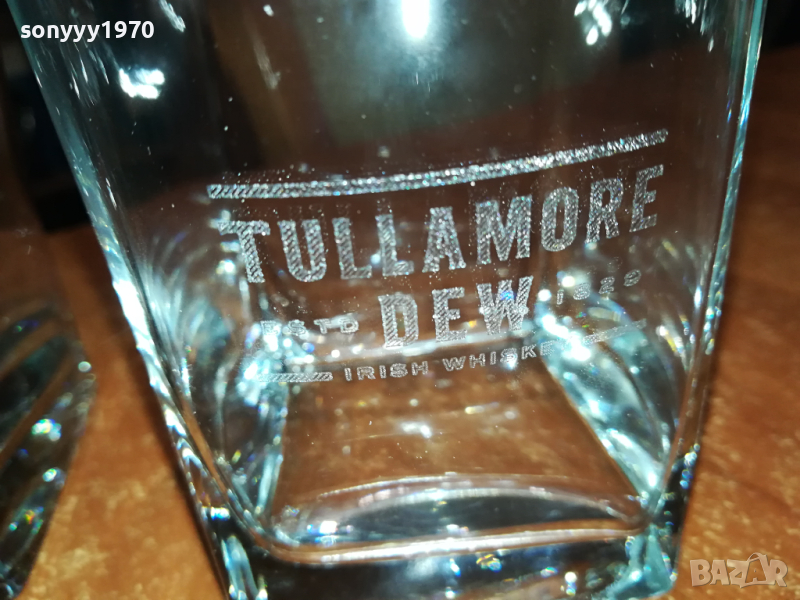 sonyyy1970
TULLAMORE
ESTD DEW 1829
IRISH WHISKEY
BAZAR